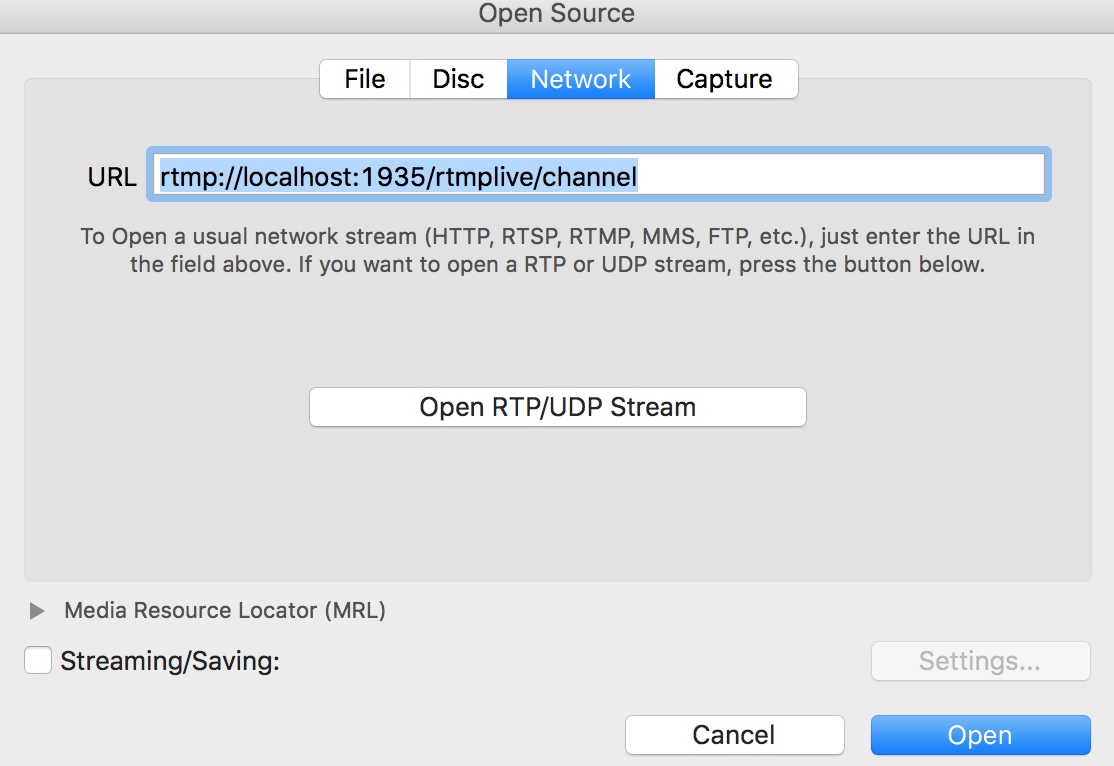 Open Source
File Disc Network Capture
URL rtmp://localhost:1935/rtmplive/channel
To Open a usual network stream (HTTP, RTSP, RTMP, MMS, FTP, etc.), just enter the URL in
the field above. If you want to open a RTP or UDP stream, press the button below.
Open RTP/UDP Stream
Media Resource Locator (MRL)
Streaming/Saving:
Settings...
Cancel
Open